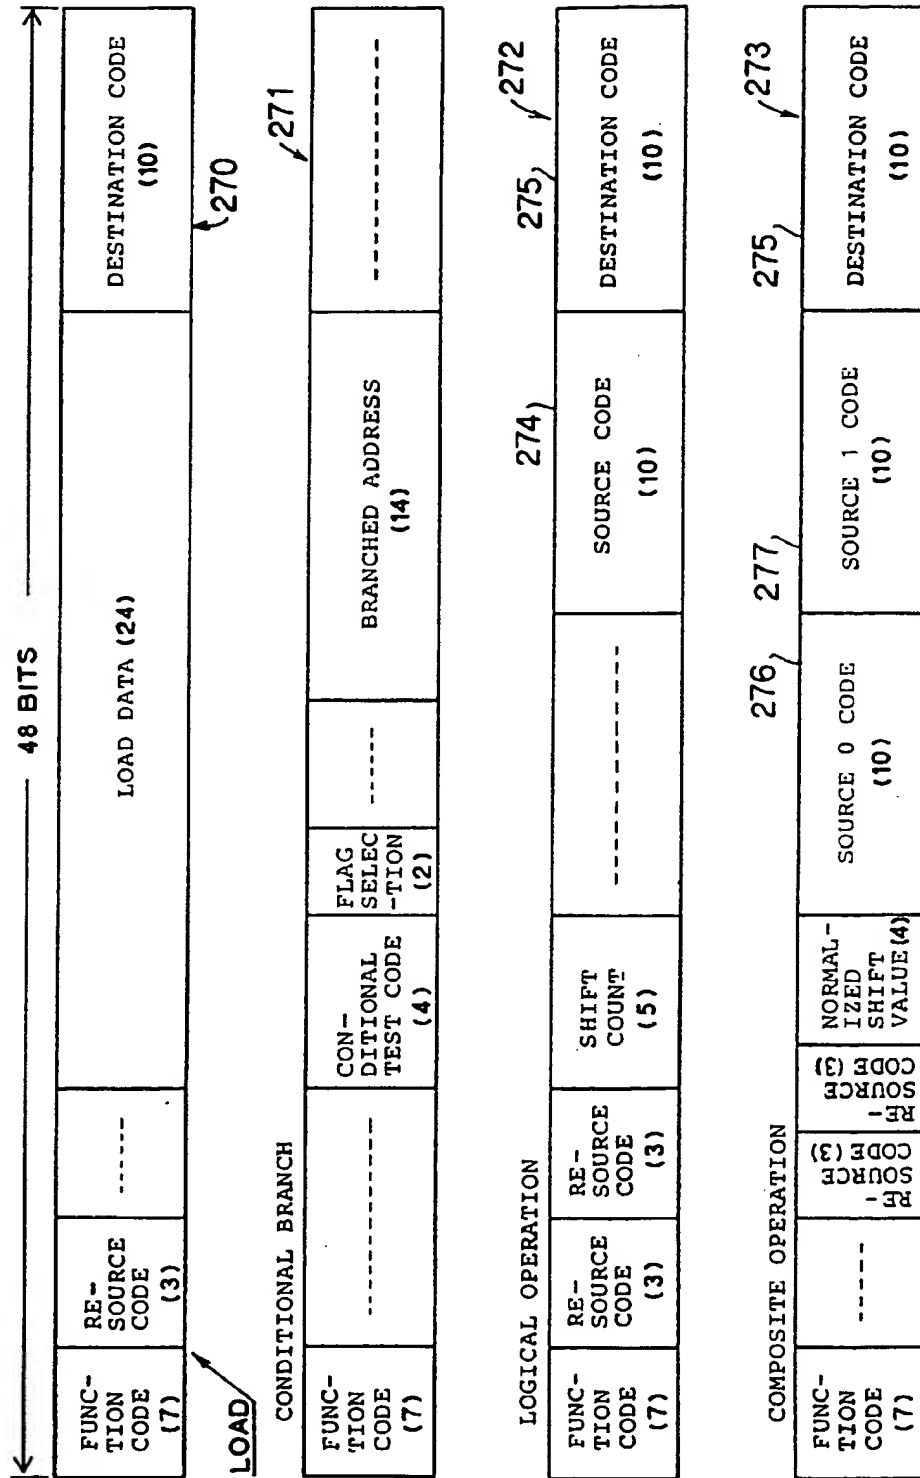 48 BITS
FUNC-
TION
CODE
(7)
RE-
SOURCE
CODE
(3)
------
LOAD DATA (24)
DESTINATION CODE
(10)
270
LOAD
CONDITIONAL BRANCH
271
FUNC-
TION
CODE
(7)
------------
CON-
DITIONAL
TEST CODE
(4)
FLAG
SELEC
-TION
(2)
------
BRANCHED ADDRESS
(14)
--------------
LOGICAL OPERATION
274
275
272
FUNC-
TION
CODE
(7)
RE-
SOURCE
CODE
(3)
RE-
SOURCE
CODE
(3)
SHIFT
COUNT
(5)
--------------
SOURCE CODE
(10)
DESTINATION CODE
(10)
COMPOSITE OPERATION
276
277
275
273
FUNC-
TION
CODE
(7)
-----
RE-
SOURCE
CODE (3)
RE-
SOURCE
CODE (3)
NORMAL-
IZED
SHIFT
VALUE(4)
SOURCE 0 CODE
(10)
SOURCE 1 CODE
(10)
DESTINATION CODE
(10)